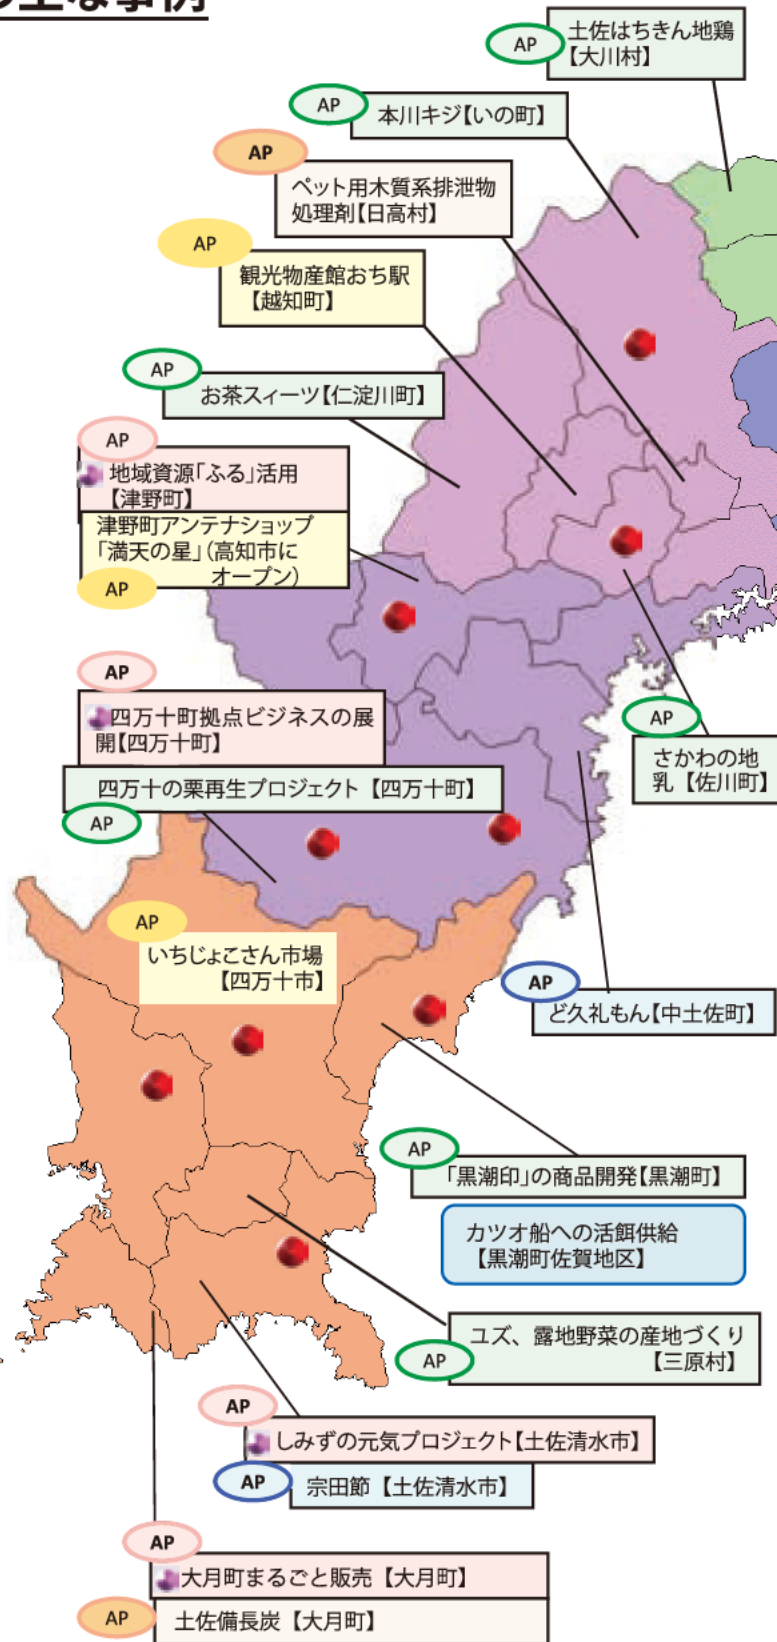 の主な事例
AP
土佐はちきん地鶏
【大川村】
AP
本川キジ【いの町】
AP
ペット用木質系排泄物
処理剤【日高村】
AP
観光物産館おち駅
【越知町】
AP
お茶スィーツ【仁淀川町】
AP
地域資源「ふる」活用
【津野町】
津野町アンテナショップ
「満天の星」（高知市に
オープン）
AP
AP
四万十町拠点ビジネスの展
開【四万十町】
四万十の栗再生プロジェクト【四万十町】
AP
AP
さかわの地
乳【佐川町】
AP
いちじょこさん市場
【四万十市】
AP
ど久礼もん【中土佐町】
AP
「黒潮印」の商品開発【黒潮町】
カツオ船への活餌供給
【黒潮町佐賀地区】
ユズ、露地野菜の産地づくり
【三原村】
AP
AP
しみずの元気プロジェクト【土佐清水市】
AP
宗田節【土佐清水市】
AP
大月町まるごと販売【大月町】
AP
土佐備長炭【大月町】